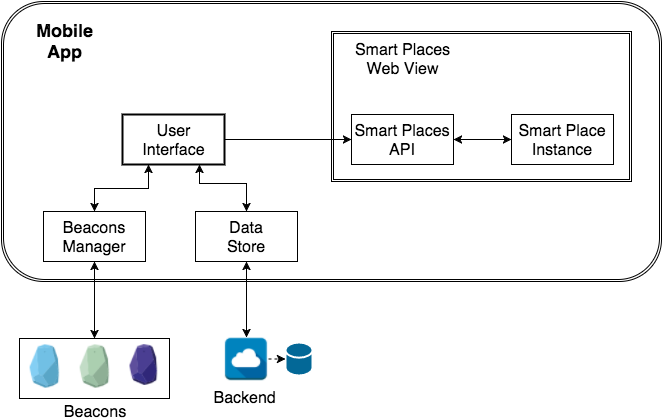 Mobile
App
Smart Places
Web View
User
Interface
Smart Places
API
Smart Place
Instance
Beacons
Manager
Data
Store
Beacons
Backend